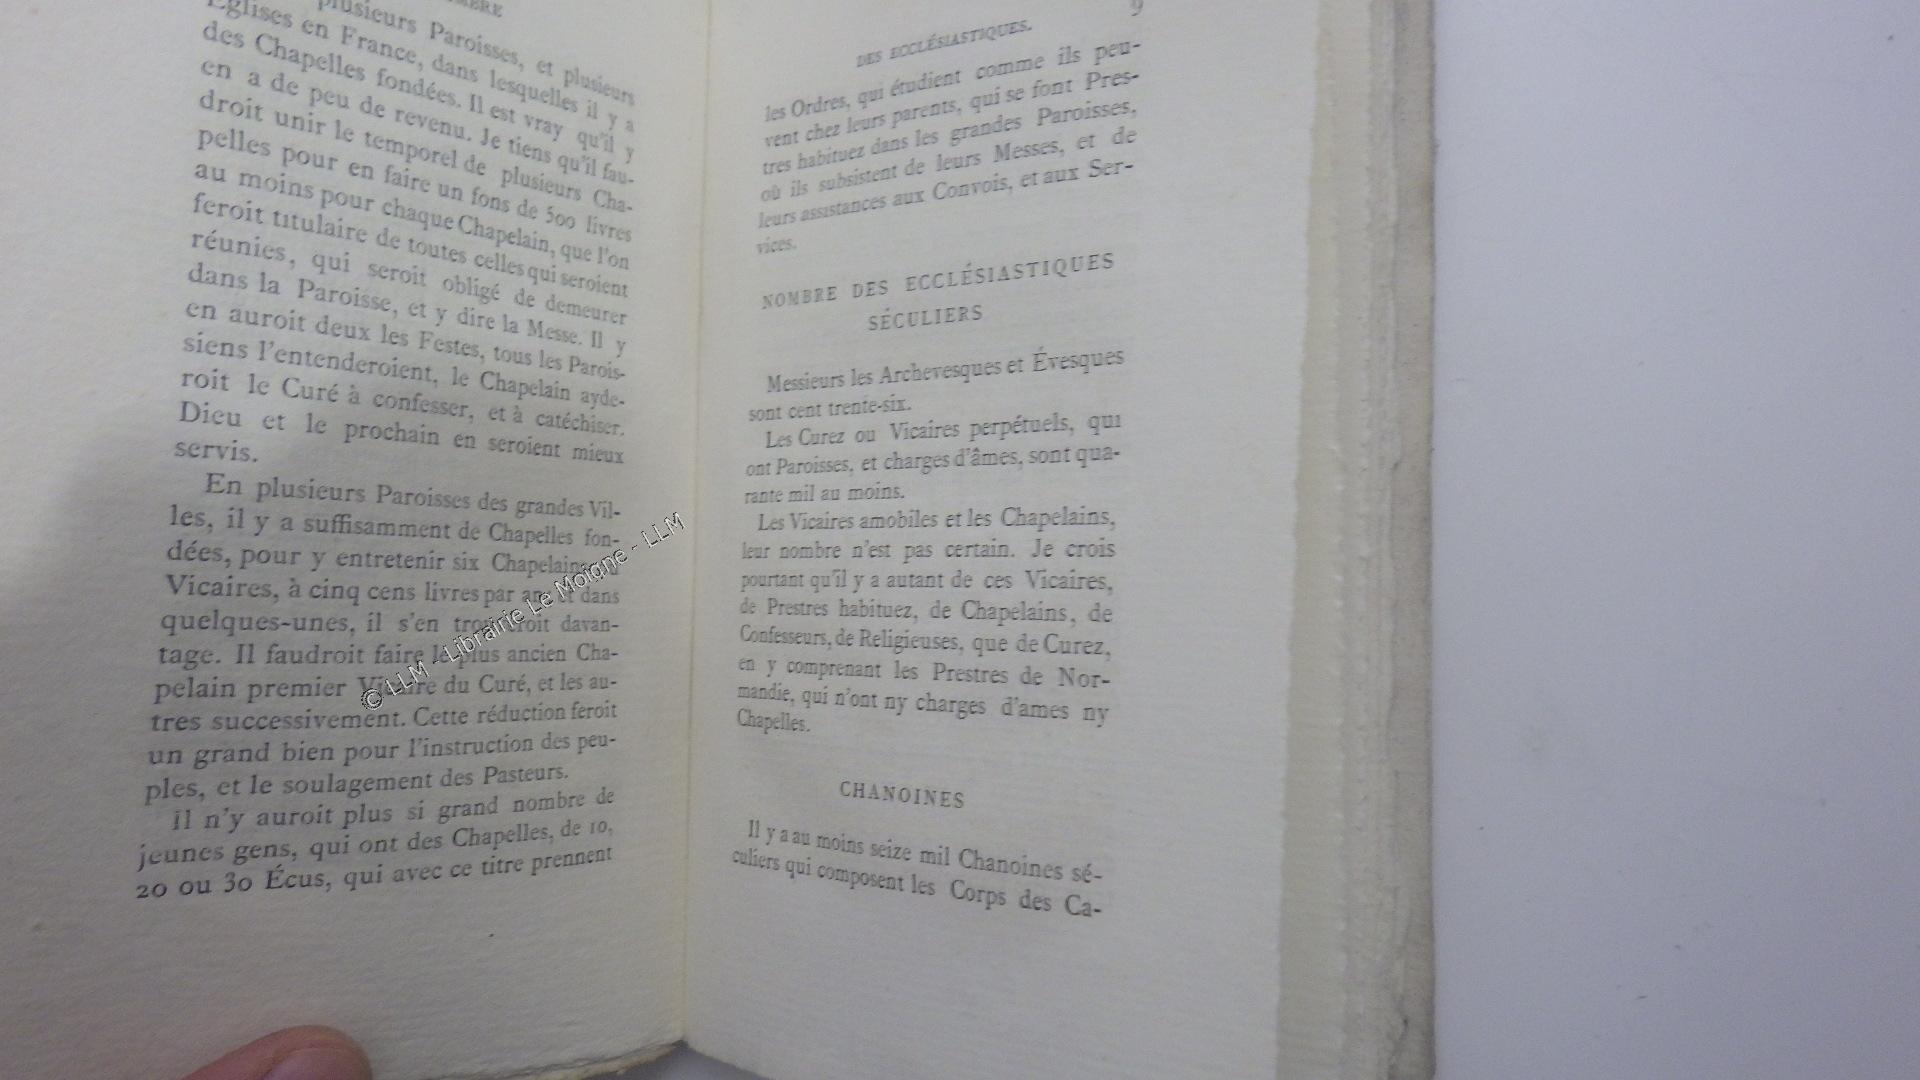 plusieurs Paroisses, et plusieurs
Églises en France, dans lesquelles il y a
des Chapelles fondées. Il est vray qu'il y
en a de peu de revenu. Je tiens qu'il fau-
droit unir le temporel de plusieurs Cha-
pelles pour en faire un fons de 500 livres
au moins pour chaque Chapelain, que l'on
feroit titulaire de toutes celles qui seroient
réunies, qui seroit obligé de demeurer
dans la Paroisse, et y dire la Messe. Il y
en auroit deux les Festes, tous les Parois-
siens l'entenderoient, le Chapelain ayde-
roit le Curé à confesser, et à catéchiser.
Dieu et le prochain en seroient mieux
servis.
En plusieurs Paroisses des grandes Vil-
les, il y a suffisamment de Chapelles fon-
dées, pour y entretenir six Chapelains ou
Vicaires, à cinq cens livres par an, et dans
quelques-unes, il s'en trouveroit davan-
tage. Il faudroit faire le plus ancien Cha-
pelain premier Vicaire du Curé, et les au-
tres successivement. Cette réduction feroit
un grand bien pour l'instruction des peu-
ples, et le soulagement des Pasteurs.
Il n'y auroit plus si grand nombre de
jeunes gens, qui ont des Chapelles, de 10,
20 ou 30 Écus, qui avec ce titre prennent
© LLM - Librairie Le Moigne - LLM
DES ECCLÉSIASTIQUES. 9
les Ordres, qui étudient comme ils peu-
vent chez leurs parents, qui se font Pres-
tres habituez dans les grandes Paroisses,
où ils subsistent de leurs Messes, et de
leurs assistances aux Convois, et aux Ser-
vices.
NOMBRE DES ECCLÉSIASTIQUES
SÉCULIERS
Messieurs les Archevesques et Évesques
sont cent trente-six.
Les Curez ou Vicaires perpétuels, qui
ont Paroisses, et charges d'âmes, sont qua-
rante mil au moins.
Les Vicaires amobiles et les Chapelains,
leur nombre n'est pas certain. Je crois
pourtant qu'il y a autant de ces Vicaires,
de Prestres habituez, de Chapelains, de
Confesseurs, de Religieuses, que de Curez,
en y comprenant les Prestres de Nor-
mandie, qui n'ont ny charges d'ames ny
Chapelles.
CHANOINES
Il y a au moins seize mil Chanoines sé-
culiers qui composent les Corps des Ca-